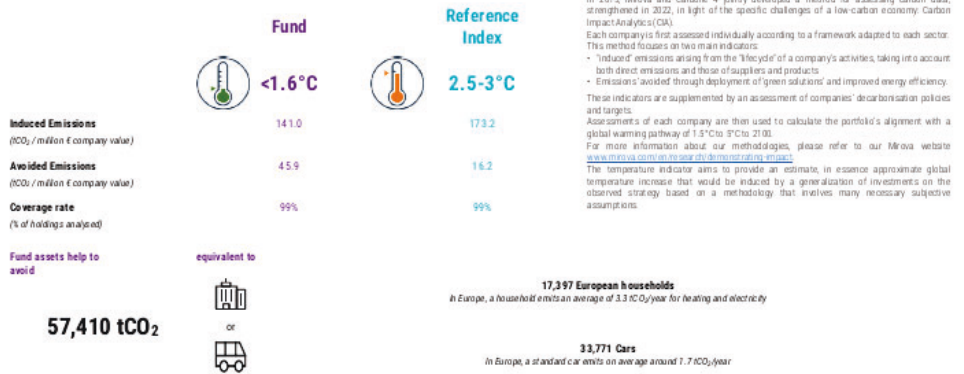 Fund
Reference
Index
<1.6°C
2.5-3°C
Induced Emissions
141.0
173.2
(tCO₂ / million € company value)
Avoided Emissions
45.9
16.2
(tCO₂ / million € company value)
Coverage rate
99%
99%
(% of holdings analysed)
strengthened in 2022, in light of the specific challenges of a low-carbon economy: Carbon
Impact Analytics (CIA).
Each company is first assessed individually according to a framework adapted to each sector.
This method focuses on two main indicators:
• "Induced" emissions arising from the "lifecycle" of a company's activities, taking into account
both direct emissions and those of suppliers and products
• Emissions "avoided" through deployment of 'green solutions' and improved energy efficiency.
These indicators are supplemented by an assessment of companies' decarbonisation policies
and targets.
Assessments of each company are then used to calculate the portfolio's alignment with a
global warming pathway of 1.5°C to 5°C to 2100.
For more information about our methodologies, please refer to our Mirova website
www.mirova.com/en/research/demonstrating-impact.
The temperature indicator aims to provide an estimate, in essence approximate global
temperature increase that would be induced by a generalization of investments on the
observed strategy based on a methodology that involves many necessary subjective
assumptions.
Fund assets help to
avoid
equivalent to
57,410 tCO₂
or
17,397 European households
In Europe, a household emits an average of 3.3 tCO₂/year for heating and electricity
33,771 Cars
In Europe, a standard car emits on average around 1.7 tCO₂/year